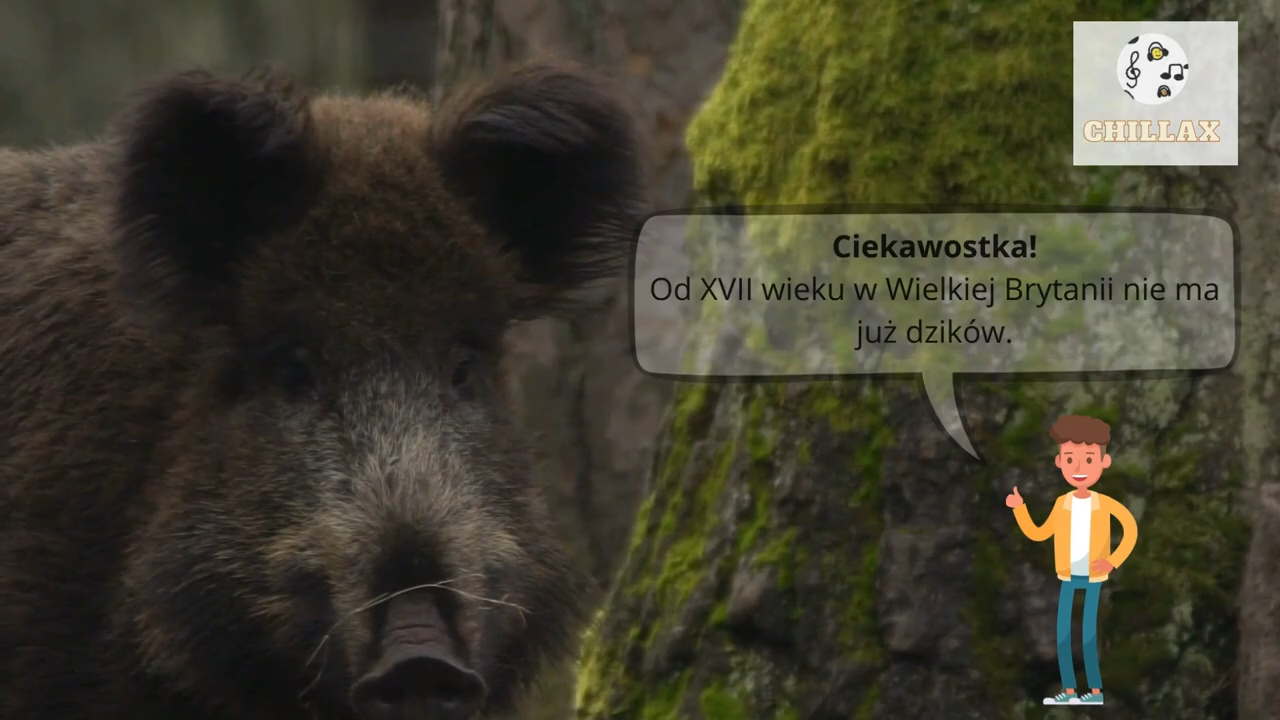 CHILLAX
Ciekawostka!
Od XVII wieku w Wielkiej Brytanii nie ma
już dzików.